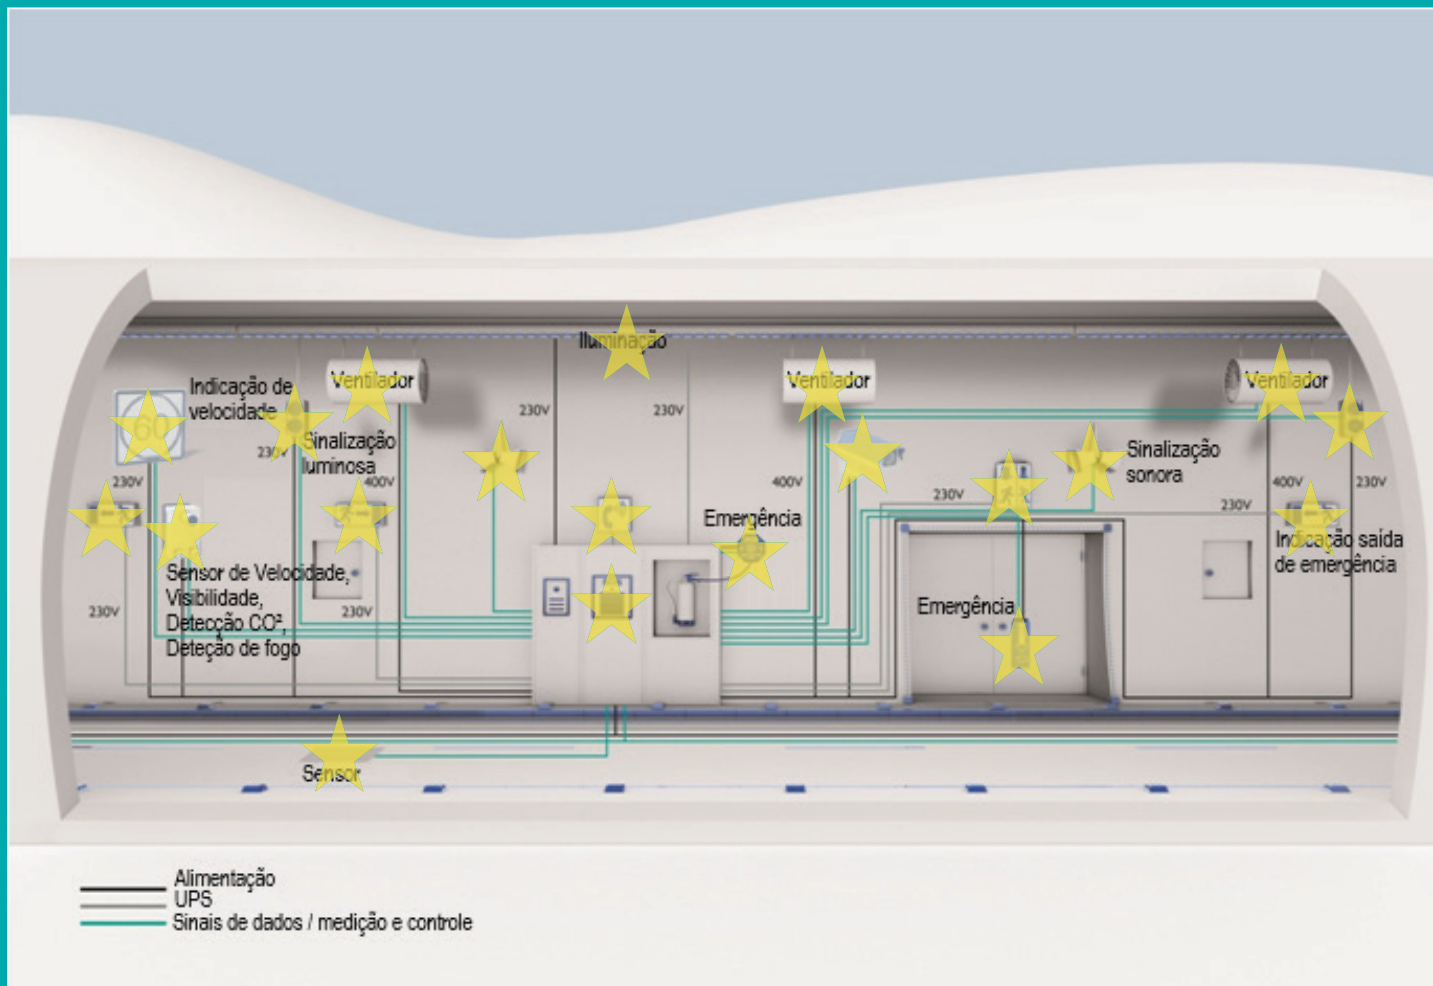 Iluminação
Ventilador
Ventilador
Ventilador
Indicação de
velocidade
60
230V
230V
Sinalização
luminosa
230V
230V
400V
400V
230V
Sinalização
sonora
400V
230V
230V
Emergência
Indicação saída
de emergência
Sensor de Velocidade,
Visibilidade,
Detecção CO²,
Deteção de fogo
230V
230V
Emergência
Sensor
Alimentação
UPS
Sinais de dados / medição e controle